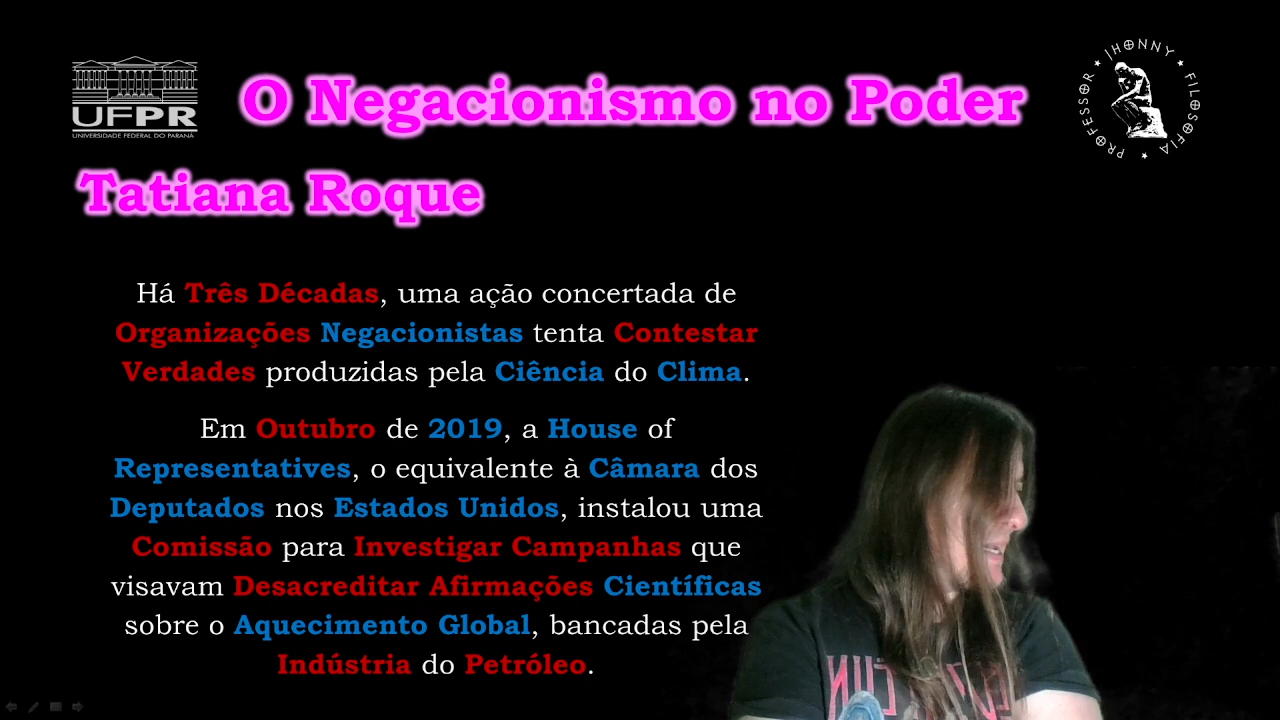 UFPR
UNIVERSIDADE FEDERAL DO PARANÁ
O Negacionismo no Poder
PROFESSOR ★ JHONNY ★ FILOSOFIA ★
Tatiana Roque
Há Três Décadas, uma ação concertada de
Organizações Negacionistas tenta Contestar
Verdades produzidas pela Ciência do Clima.
Em Outubro de 2019, a House of
Representatives, o equivalente à Câmara dos
Deputados nos Estados Unidos, instalou uma
Comissão para Investigar Campanhas que
visavam Desacreditar Afirmações Científicas
sobre o Aquecimento Global, bancadas pela
Indústria do Petróleo.